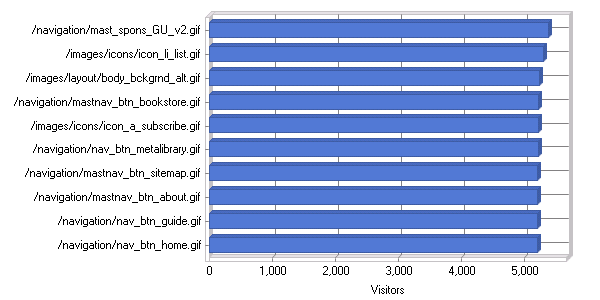 /navigation/mast_spons_GU_v2.gif
/images/icons/icon_li_list.gif
/images/layout/body_bckgrnd_alt.gif
/navigation/mastnav_btn_bookstore.gif
/images/icons/icon_a_subscribe.gif
/navigation/nav_btn_metalibrary.gif
/navigation/mastnav_btn_sitemap.gif
/navigation/mastnav_btn_about.gif
/navigation/nav_btn_guide.gif
/navigation/nav_btn_home.gif
0 1,000 2,000 3,000 4,000 5,000
Visitors